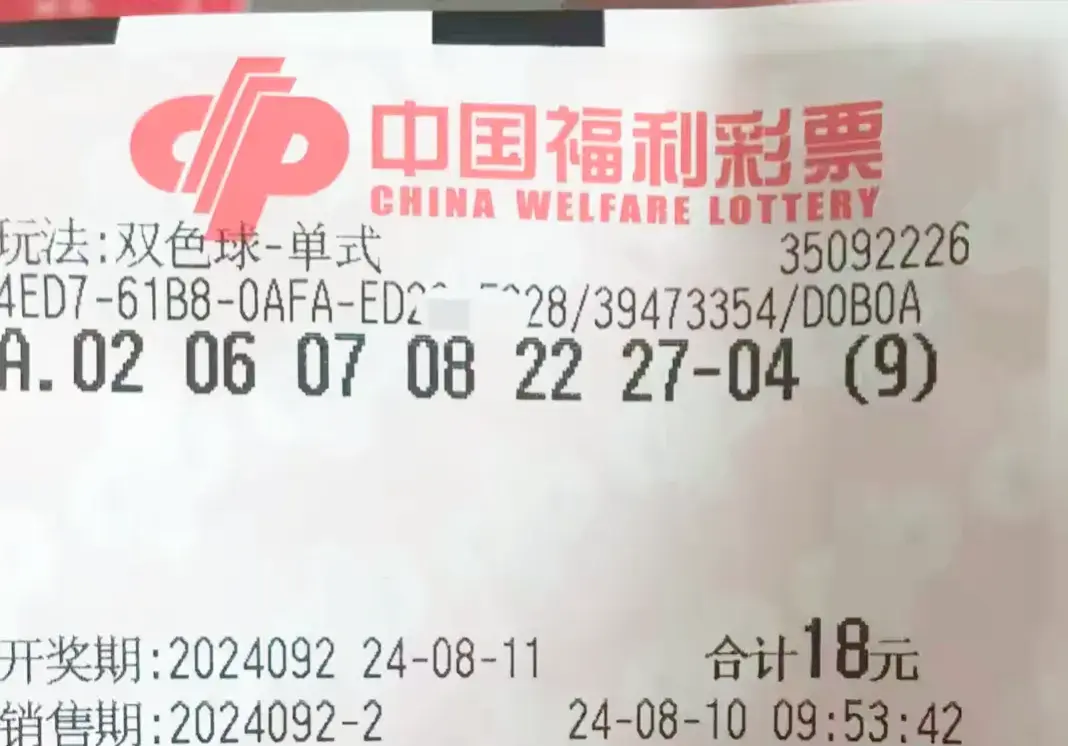 中国福利彩票
CHINA WELFARE LOTTERY
玩法:双色球-单式 35092226
4ED7-61B8-0AFA-ED2 28/39473354/D0B0A
A.02 06 07 08 22 27-04 (9)
开奖期:2024092 24-08-11 合计18元
销售期:2024092-2 24-08-10 09:53:42